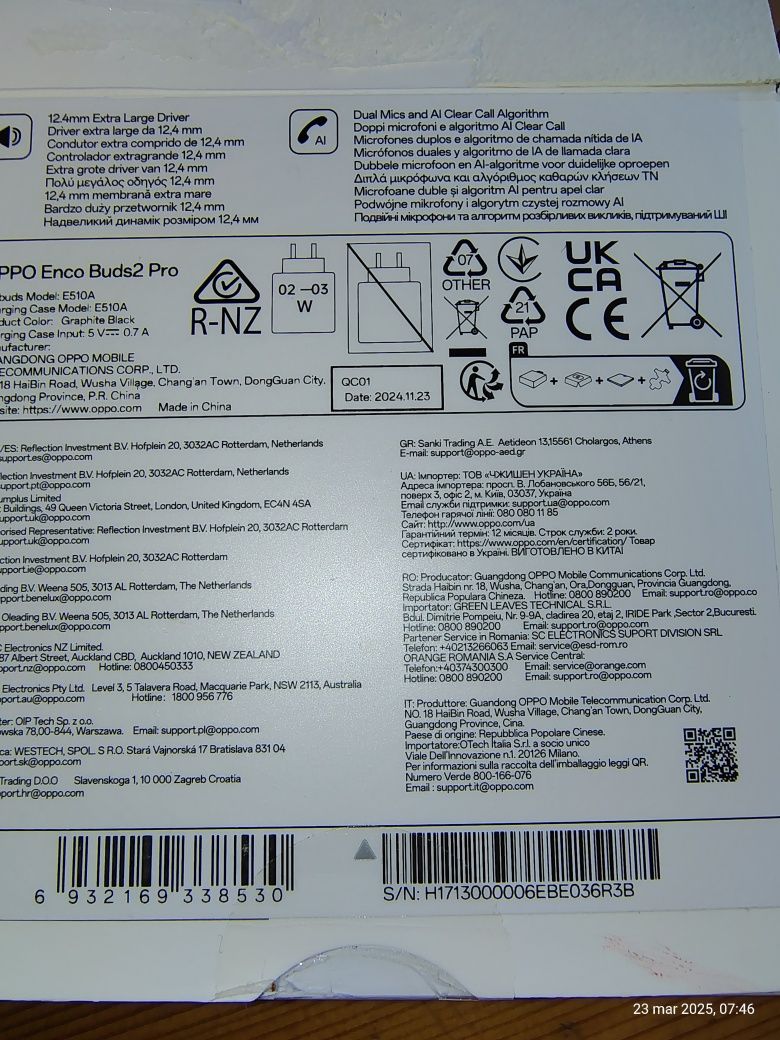 12.4mm Extra Large Driver
Driver extra large da 12,4 mm
Condutor extra comprido de 12,4 mm
Controlador extragrande 12,4 mm
Extra grote driver van 12,4 mm
Πολύ μεγάλος οδηγός 12,4 mm
12,4 mm membrană extra mare
Bardzo duży przetwornik 12,4 mm
Надвеликий динамік розміром 12,4 мм
AI
Dual Mics and AI Clear Call Algorithm
Doppi microfoni e algoritmo AI Clear Call
Microfones duplos e algoritmo de chamada nítida de IA
Micrófonos duales y algoritmo de IA de llamada clara
Dubbele microfoon en AI-algoritme voor duidelijke oproepen
Διπλά μικρόφωνα και αλγόριθμος καθαρών κλήσεων ΤΝ
Microfoane duble și algoritm AI pentru apel clar
Podwójne mikrofony i algorytm czystej rozmowy AI
Подвійні мікрофони та алгоритм розбірливих викликів, підтримуваний ШІ
PPO Enco Buds2 Pro
buds Model: E510A
rging Case Model: E510A
duct Color: Graphite Black
rging Case Input: 5 V⎓ 0.7 A
ufacturer:
ANGDONG OPPO MOBILE
ECOMMUNICATIONS CORP., LTD.
18 HaiBin Road, Wusha Village, Chang'an Town, DongGuan City,
ngdong Province, P.R. China
site: https://www.oppo.com Made in China
R-NZ
02 – 03
W
07
OTHER
21
PAP
UK
CA
CE
FR
QC01
Date: 2024.11.23
/ES: Reflection Investment B.V. Hofplein 20, 3032AC Rotterdam, Netherlands
support.es@oppo.com
lection Investment B.V. Hofplein 20, 3032AC Rotterdam, Netherlands
support.pt@oppo.com
umplus Limited
Buildings, 49 Queen Victoria Street, London, United Kingdom, EC4N 4SA
support.uk@oppo.com
orised Representative: Reflection Investment B.V. Hofplein 20, 3032AC Rotterdam
support.uk@oppo.com
ction Investment B.V. Hofplein 20, 3032AC Rotterdam
pport.ie@oppo.com
ding B.V. Weena 505, 3013 AL Rotterdam, The Netherlands
pport.benelux@oppo.com
Oleading B.V. Weena 505, 3013 AL Rotterdam, The Netherlands
pport.benelux@oppo.com
C Electronics NZ Limited.
87 Albert Street, Auckland CBD, Auckland 1010, NEW ZEALAND
port.nz@oppo.com Hotline: 0800450333
Electronics Pty Ltd. Level 3, 5 Talavera Road, Macquarie Park, NSW 2113, Australia
port.au@oppo.com Hotline: 1800 956 776
ter: OIP Tech Sp. z o.o.
owska 78,00-844, Warszawa. Email: support.pl@oppo.com
ca: WESTECH, SPOL. S R.O. Stará Vajnorská 17 Bratislava 831 04
port.sk@oppo.com
Trading D.O.O Slavenskoga 1, 10 000 Zagreb Croatia
port.hr@oppo.com
GR: Sanki Trading A.E. Aetideon 13,15561 Cholargos, Athens
E-mail: support@oppo-aed.gr
UA: Імпортер: ТОВ «ЧЖИШЕН УКРАЇНА»
Адреса імпортера: просп. В. Лобановського 56Б, 56/21,
поверх 3, офіс 2, м. Київ, 03037, Україна
Email служби підтримки: support.ua@oppo.com
Телефон гарячої лінії: 080 080 11 85
Сайт: http://www.oppo.com/ua
Гарантійний термін: 12 місяців. Строк служби: 2 роки.
Сертифікат: https://www.oppo.com/en/certification/ Товар
сертифіковано в Україні. ВИГОТОВЛЕНО В КИТАЇ
RO: Producator: Guangdong OPPO Mobile Communications Corp. Ltd.
Strada Haibin nr. 18, Wusha, Chang'an, Ora,Dongguan, Provincia Guangdong,
Republica Populara Chineza. Hotline: 0800 890200 Email: support.ro@oppo.co
Importator: GREEN LEAVES TECHNICAL S.R.L.
Bdul. Dimitrie Pompeiu, Nr. 9-9A, cladirea 20, etaj 2, IRIDE Park ,Sector 2,Bucuresti.
Hotline: 0800 890200 Email: support.ro@oppo.com
Partener Service in Romania: SC ELECTRONICS SUPORT DIVISION SRL
Telefon: +40213266063 Email: service@esd-rom.ro
ORANGE ROMANIA S.A Service Central:
Telefon:+40374300300 Email: service@orange.com
Hotline: 0800 890200 Email: support.ro@oppo.com
IT: Produttore: Guangdong OPPO Mobile Telecommunication Corp. Ltd.
NO. 18 HaiBin Road, Wusha Village, Chang'an Town, DongGuan City,
Guangdong Province, Cina.
Paese di origine: Repubblica Popolare Cinese.
Importatore:OTech Italia S.r.l. a socio unico
Viale Dell'Innovazione n.1. 20126 Milano.
Per informazioni sulla raccolta dell'imballaggio leggi QR.
Numero Verde 800-166-076
Email : support.it@oppo.com
6 932169 338530
S/N: H1713000006EBE036R3B
23 mar 2025, 07:46